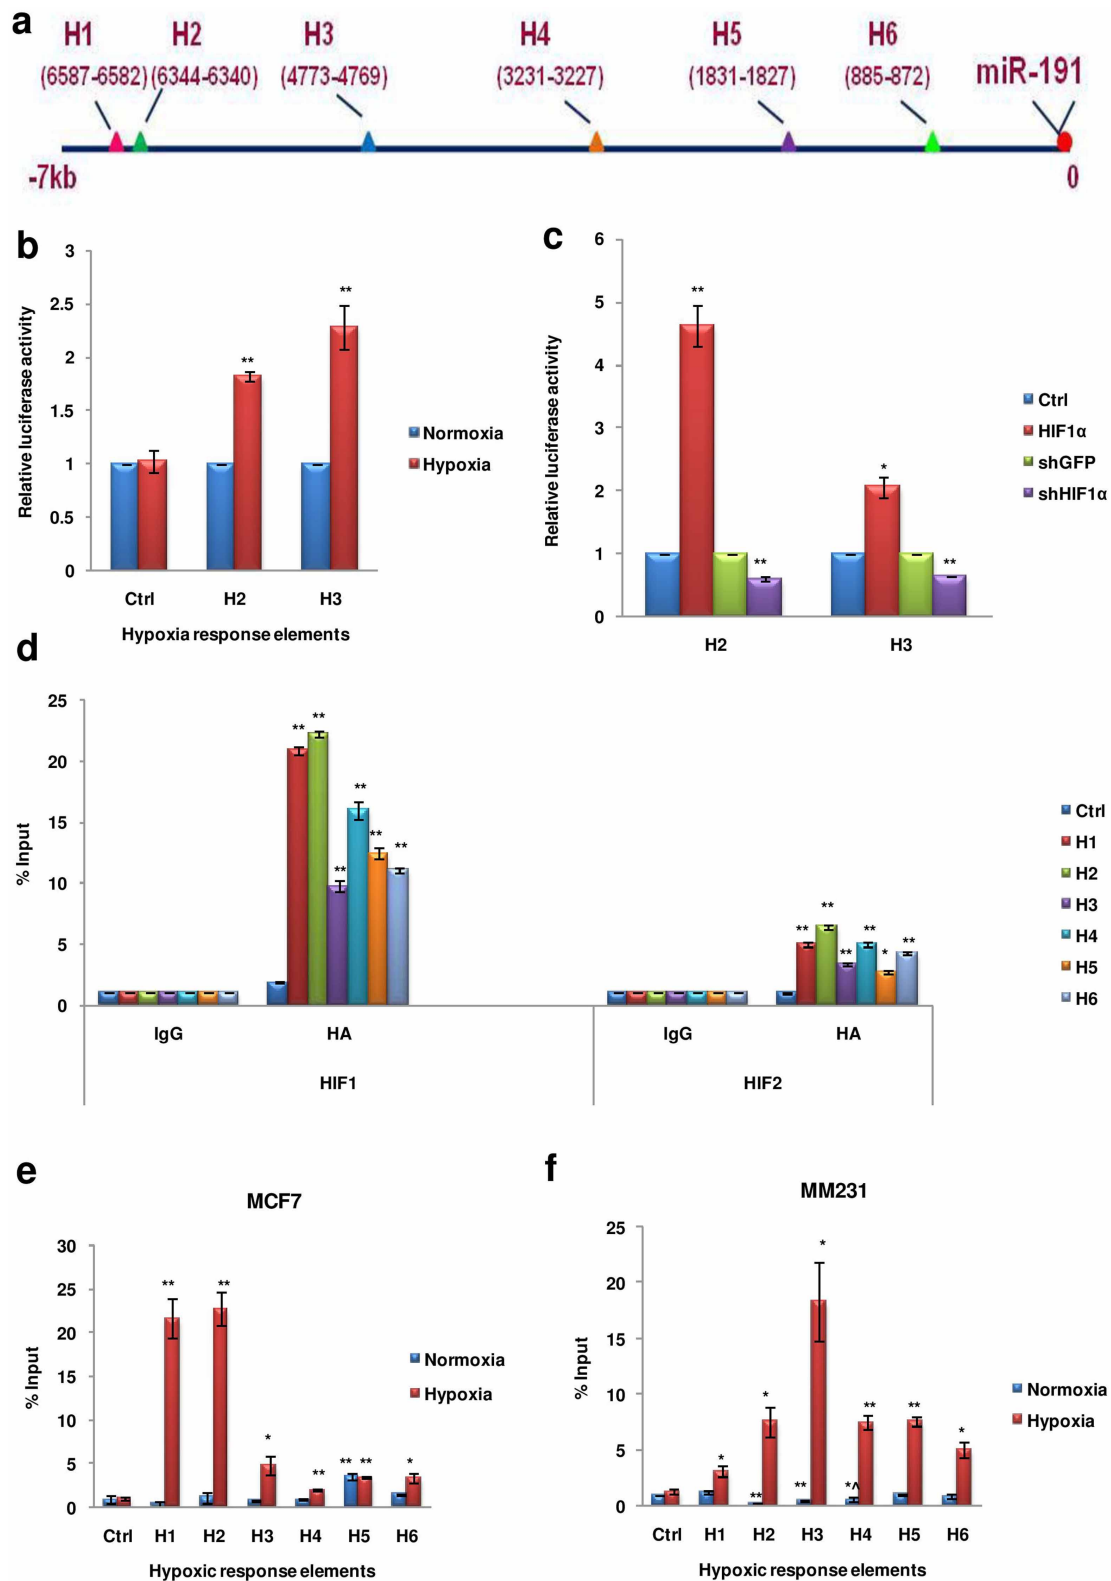 a
H1 H2 H3 H4 H5 H6
(6587-6582) (6344-6340) (4773-4769) (3231-3227) (1831-1827) (885-872) miR-191
-7kb 0
b
3
2.5
2
1.5
1
0.5
0
Relative luciferase activity
**
**
Normoxia
Hypoxia
Ctrl H2 H3
Hypoxia response elements
c
6
5
4
3
2
1
0
Relative luciferase activity
**
**
*
**
Ctrl
HIF1α
shGFP
shHIF1α
H2 H3
d
25
20
15
10
5
0
% Input
** ** ** ** ** **
** ** ** ** * **
Ctrl
H1
H2
H3
H4
H5
H6
IgG HA IgG HA
HIF1 HIF2
e
MCF7
30
25
20
15
10
5
0
% Input
** ** * ** ** ** *
Normoxia
Hypoxia
Ctrl H1 H2 H3 H4 H5 H6
Hypoxic response elements
f
MM231
25
20
15
10
5
0
% Input
* ** * ** * *^ ** ** *
Normoxia
Hypoxia
Ctrl H1 H2 H3 H4 H5 H6
Hypoxic response elements